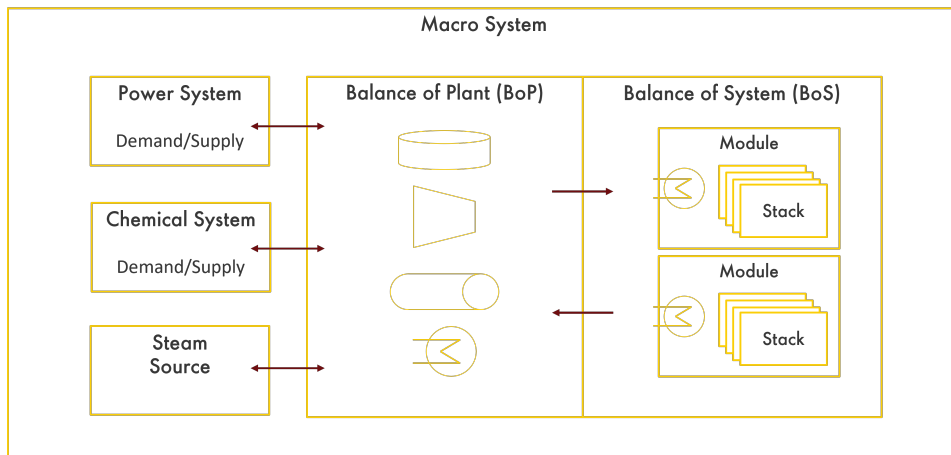 Macro System
Power System
Demand/Supply
Chemical System
Demand/Supply
Steam
Source
Balance of Plant (BoP)
Balance of System (BoS)
Module
Stack
Module
Stack